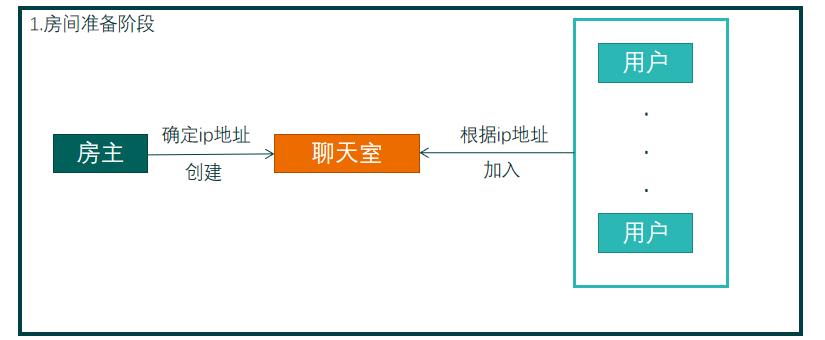 1.房间准备阶段
房主
确定ip地址
创建
聊天室
根据ip地址
加入
用户
.
.
.
用户